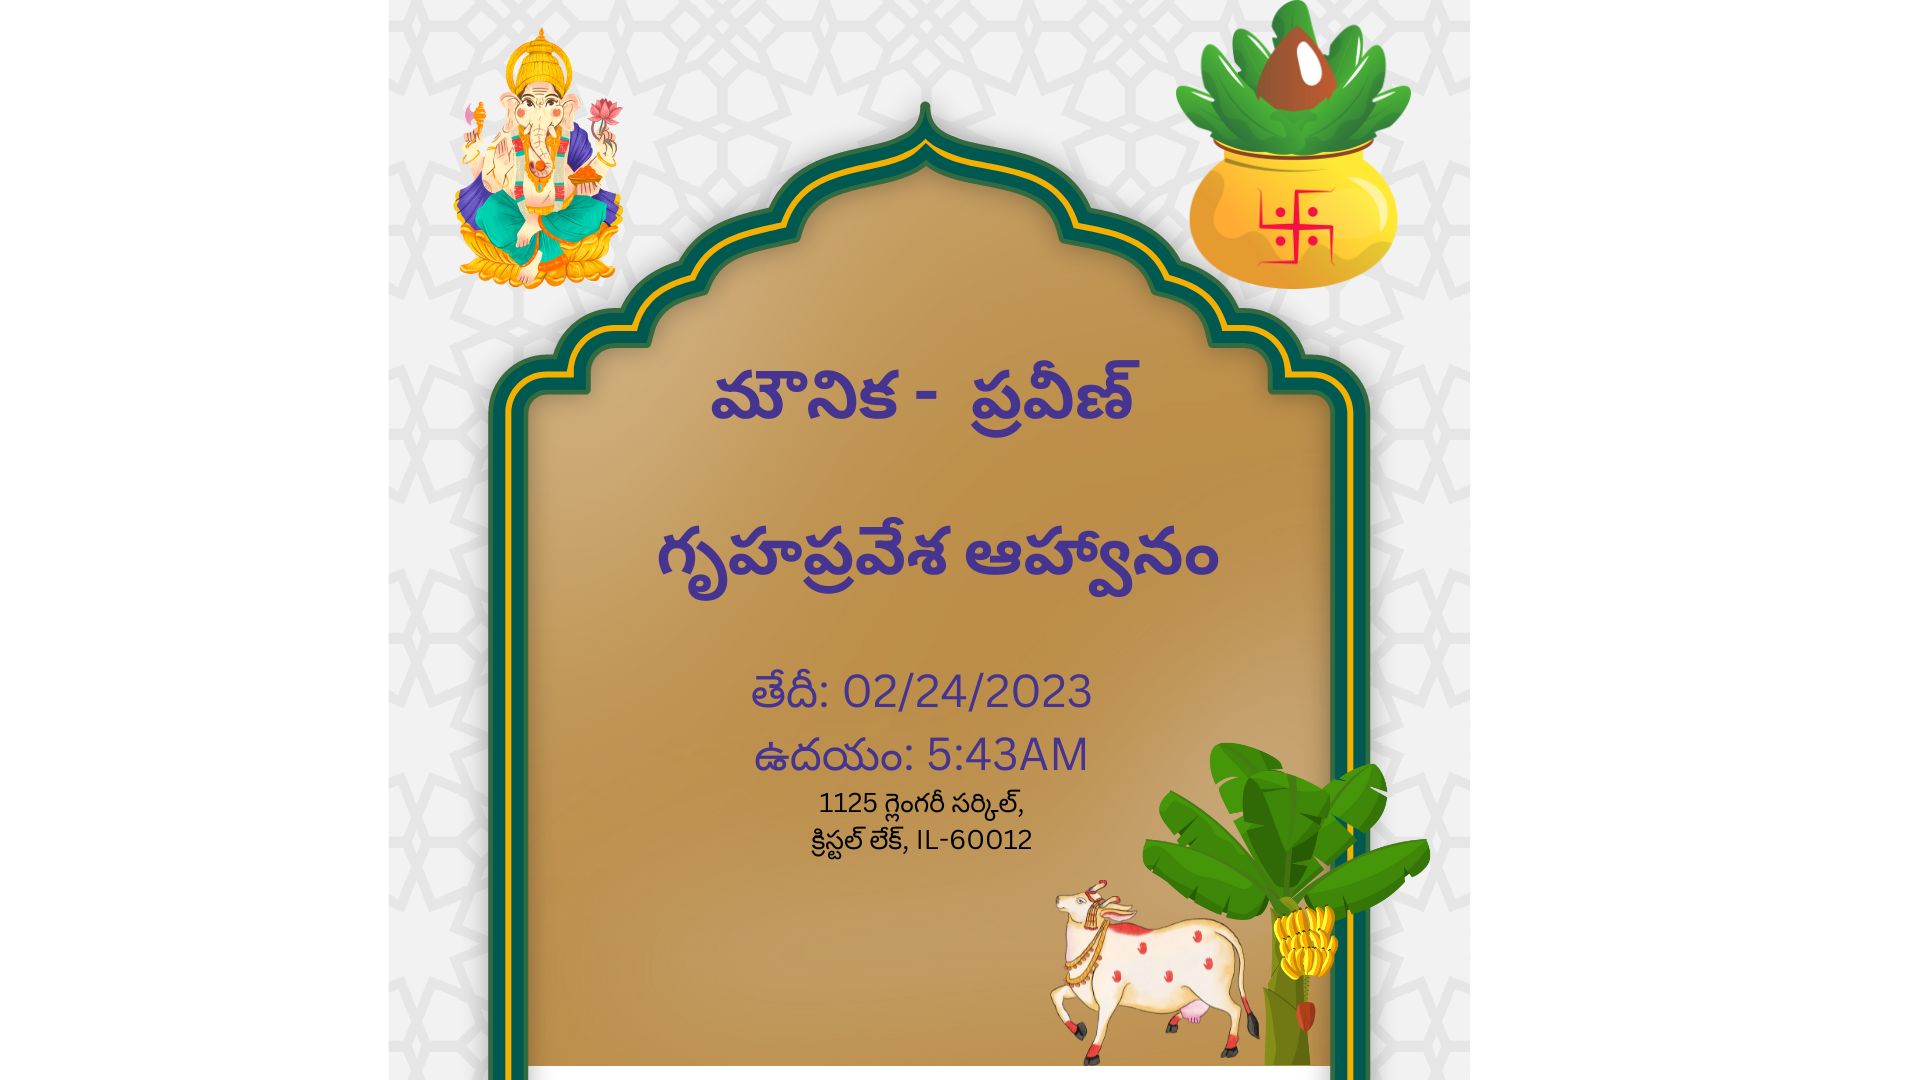 మౌనిక - ప్రవీణ్
గృహప్రవేశ ఆహ్వానం
తేదీ: 02/24/2023
ఉదయం: 5:43AM
1125 గ్లెంగరీ సర్కిల్,
క్రిస్టల్ లేక్, IL-60012